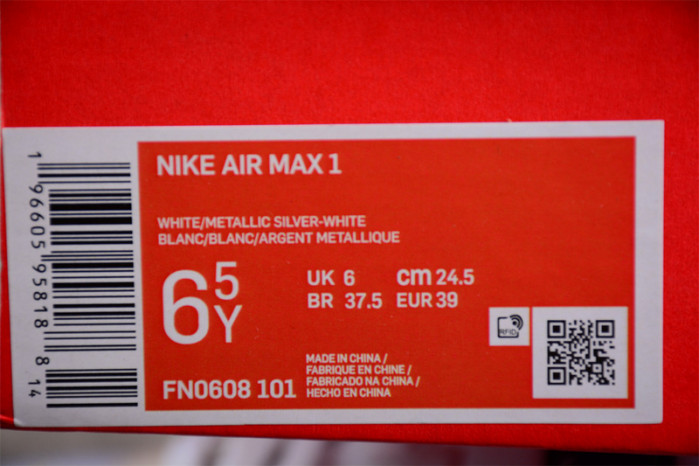 NIKE AIR MAX 1
WHITE/METALLIC SILVER-WHITE
BLANC/BLANC/ARGENT METALLIQUE
6 5 Y
UK 6 cm 24.5
BR 37.5 EUR 39
RFID
MADE IN CHINA /
FABRIQUE EN CHINE /
FABRICADO NA CHINA /
HECHO EN CHINA
FN0608 101
1 96605 95818 8 14